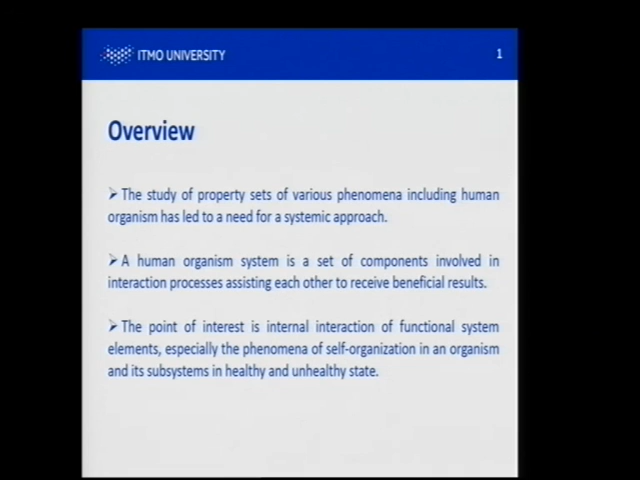 ITMO UNIVERSITY
1
Overview
➢ The study of property sets of various phenomena including human
organism has led to a need for a systemic approach.
➢ A human organism system is a set of components involved in
interaction processes assisting each other to receive beneficial results.
➢ The point of interest is internal interaction of functional system
elements, especially the phenomena of self-organization in an organism
and its subsystems in healthy and unhealthy state.